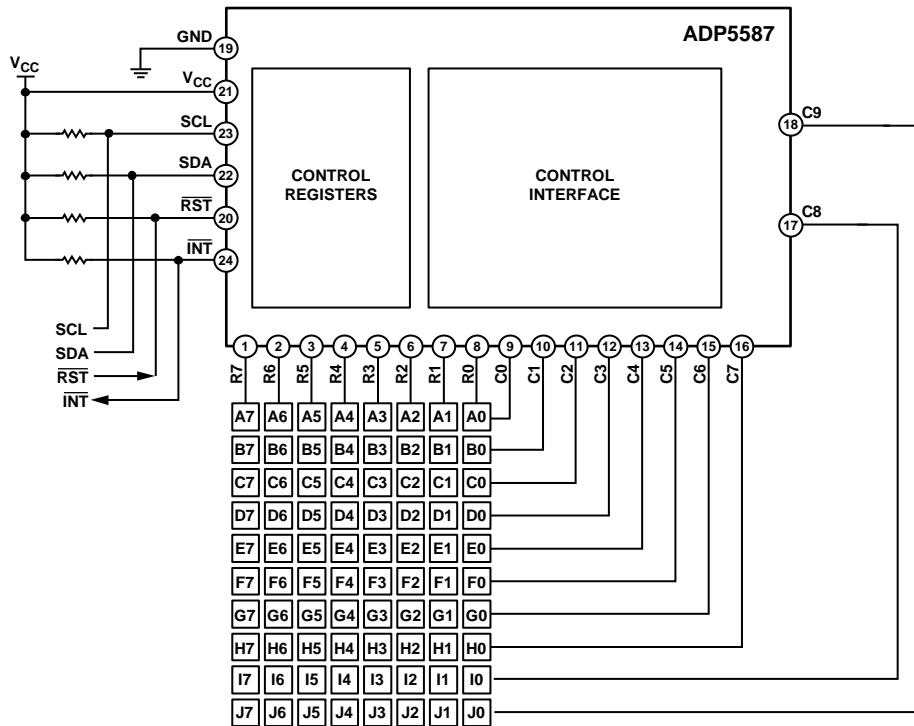 ADP5587
GND
19
VCC
VCC
21
SCL
23
SDA
22
RST
20
INT
24
CONTROL
REGISTERS
CONTROL
INTERFACE
18
C9
17
C8
SCL
SDA
RST
INT
1 2 3 4 5 6 7 8 9 10 11 12 13 14 15 16
R7 R6 R5 R4 R3 R2 R1 R0 C0 C1 C2 C3 C4 C5 C6 C7
A7 A6 A5 A4 A3 A2 A1 A0
B7 B6 B5 B4 B3 B2 B1 B0
C7 C6 C5 C4 C3 C2 C1 C0
D7 D6 D5 D4 D3 D2 D1 D0
E7 E6 E5 E4 E3 E2 E1 E0
F7 F6 F5 F4 F3 F2 F1 F0
G7 G6 G5 G4 G3 G2 G1 G0
H7 H6 H5 H4 H3 H2 H1 H0
I7 I6 I5 I4 I3 I2 I1 I0
J7 J6 J5 J4 J3 J2 J1 J0